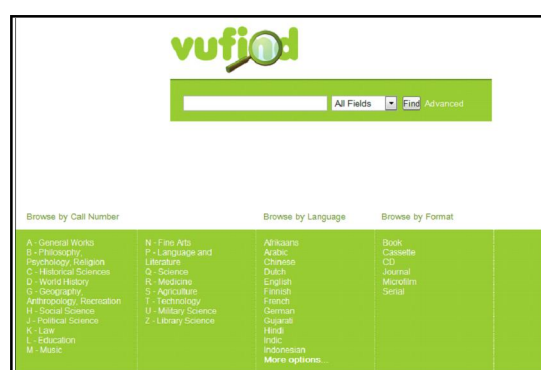 vufind
All Fields Find Advanced
Browse by Call Number
A - General Works
B - Philosophy,
Psychology, Religion
C - Historical Sciences
D - World History
G - Geography,
Anthropology, Recreation
H - Social Science
J - Political Science
K - Law
L - Education
M - Music
N - Fine Arts
P - Language and
Literature
Q - Science
R - Medicine
S - Agriculture
T - Technology
U - Military Science
Z - Library Science
Browse by Language
Afrikaans
Arabic
Chinese
Dutch
English
Finnish
French
German
Gujarati
Hindi
Indic
Indonesian
More options...
Browse by Format
Book
Cassette
CD
Journal
Microfilm
Serial